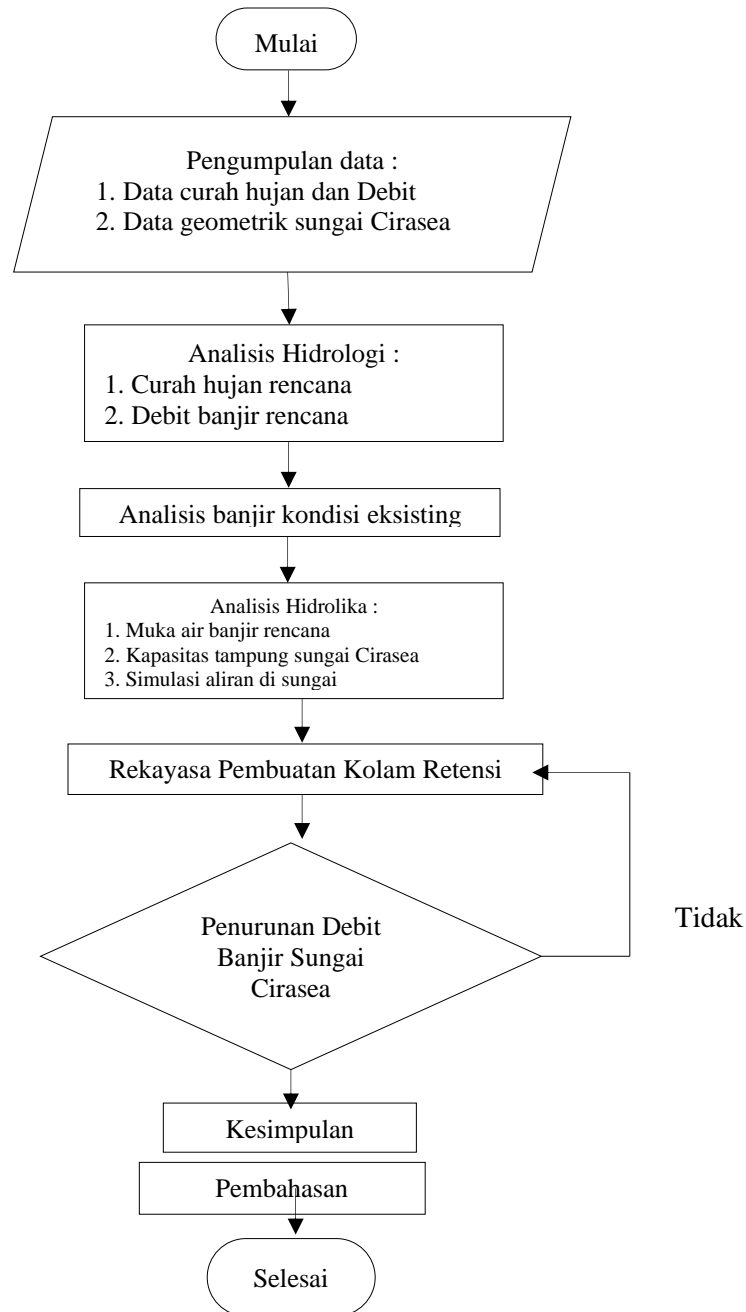 Mulai
Pengumpulan data :
1. Data curah hujan dan Debit
2. Data geometrik sungai Cirasea
Analisis Hidrologi :
1. Curah hujan rencana
2. Debit banjir rencana
Analisis banjir kondisi eksisting
Analisis Hidrolika :
1. Muka air banjir rencana
2. Kapasitas tampung sungai Cirasea
3. Simulasi aliran di sungai
Rekayasa Pembuatan Kolam Retensi
Penurunan Debit
Banjir Sungai
Cirasea
Tidak
Kesimpulan
Pembahasan
Selesai